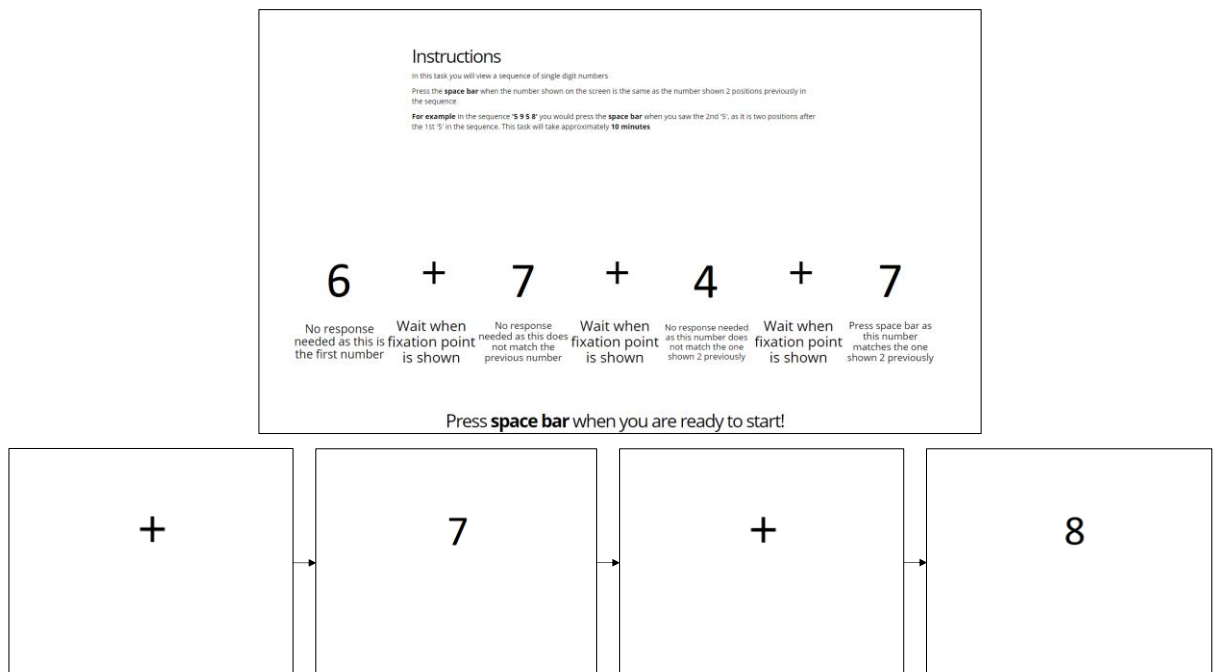 Instructions
In this task you will view a sequence of single digit numbers
Press the space bar when the number shown on the screen is the same as the number shown 2 positions previously in
the sequence
For example in the sequence '5 9 5 8' you would press the space bar when you saw the 2nd '5', as it is two positions after
the 1st '5' in the sequence. This task will take approximately 10 minutes
6 + 7 + 4 + 7
No response
needed as this is
the first number
Wait when
fixation point
is shown
No response
needed as this does
not match the
previous number
Wait when
fixation point
is shown
No response needed
as this number does
not match the one
shown 2 previously
Wait when
fixation point
is shown
Press space bar as
this number
matches the one
shown 2 previously
Press space bar when you are ready to start!
+ 7 + 8